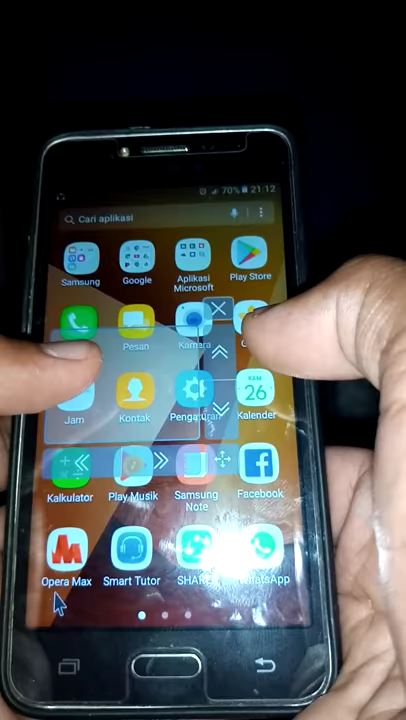 70% 21:12
Cari aplikasi
Samsung
Google
Aplikasi
Microsoft
Play Store
Pesan
Kamera
Jam
Kontak
Pengaturan
KAM
26
Kalender
Kalkulator
Play Musik
Samsung
Note
Facebook
Opera Max
Smart Tutor
SHARE
WhatsApp